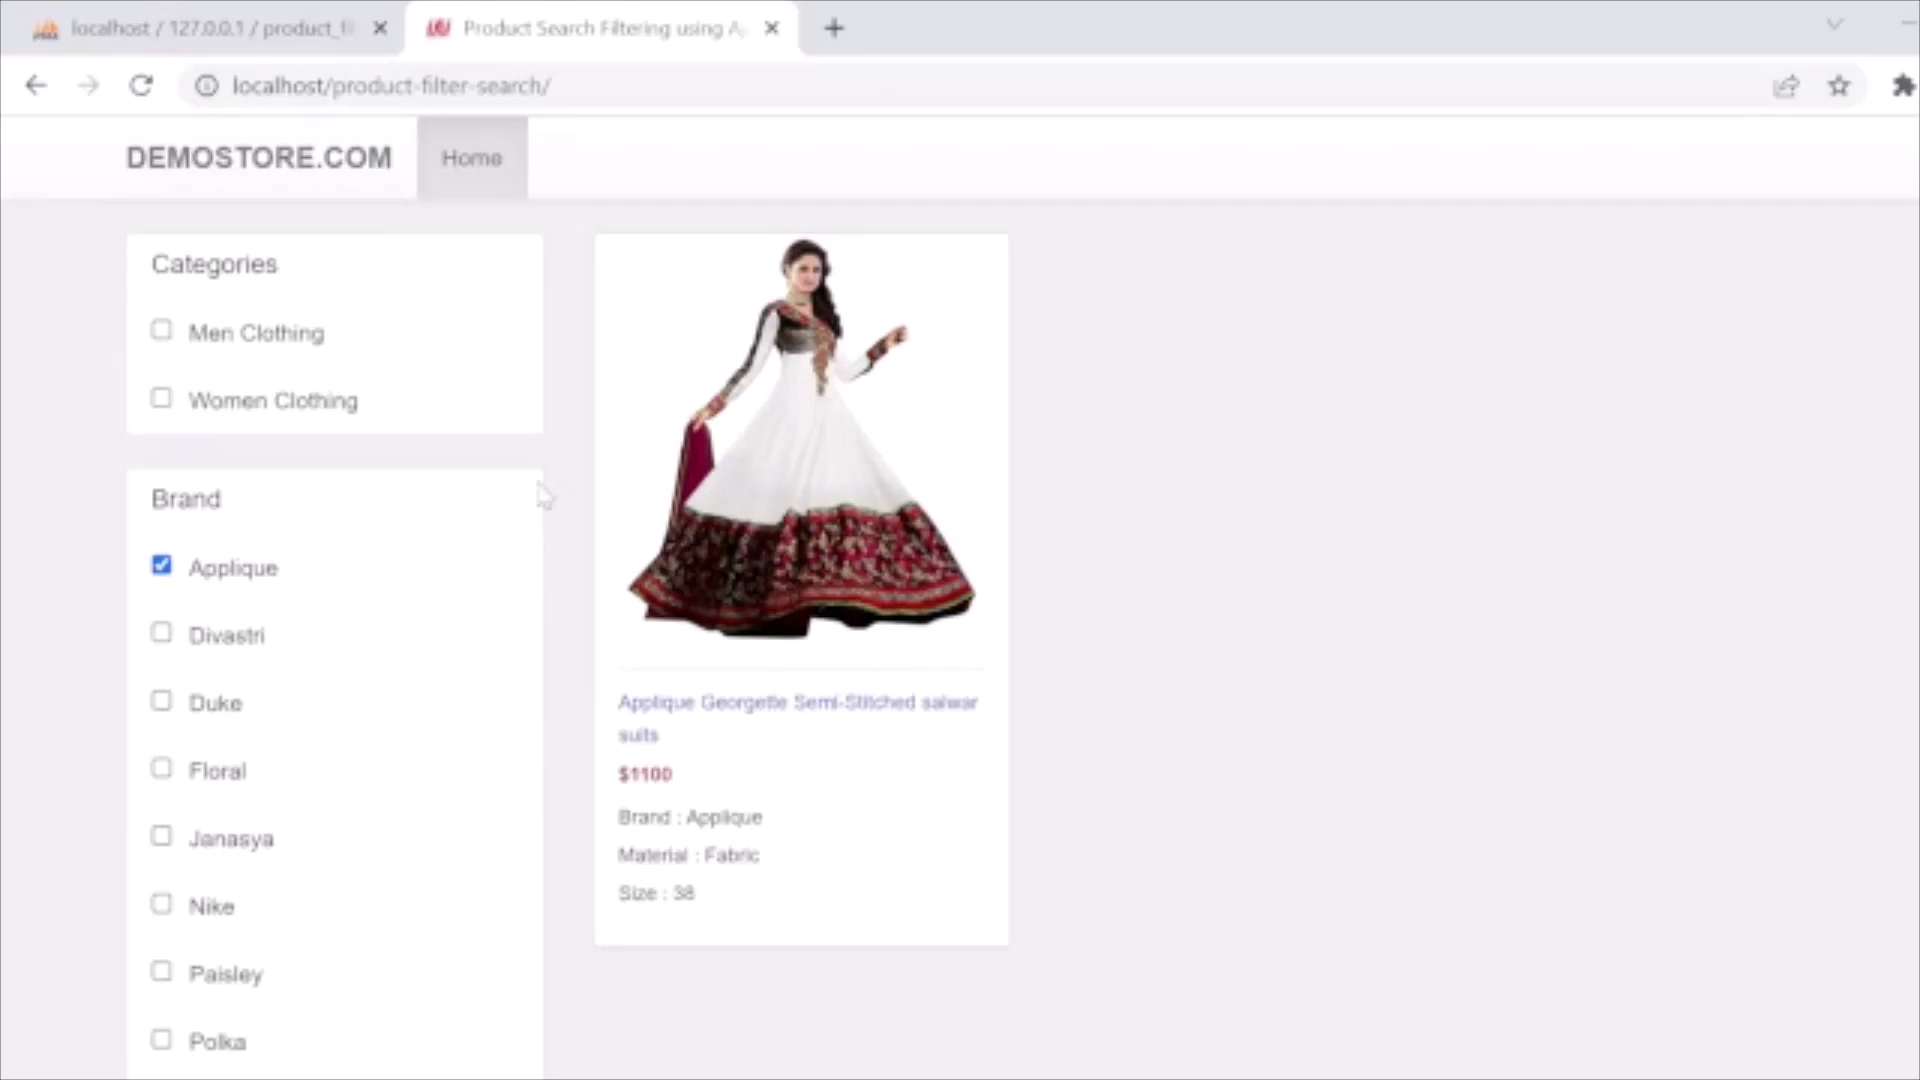 localhost / 127.0.0.1 / product_fi
Product Search Filtering using A
localhost/product-filter-search/
DEMOSTORE.COM
Home
Categories
Men Clothing
Women Clothing
Brand
Applique
Divastri
Duke
Floral
Janasya
Nike
Paisley
Polka
Applique Georgette Semi-Stitched salwar
suits
$1100
Brand : Applique
Material : Fabric
Size : 38